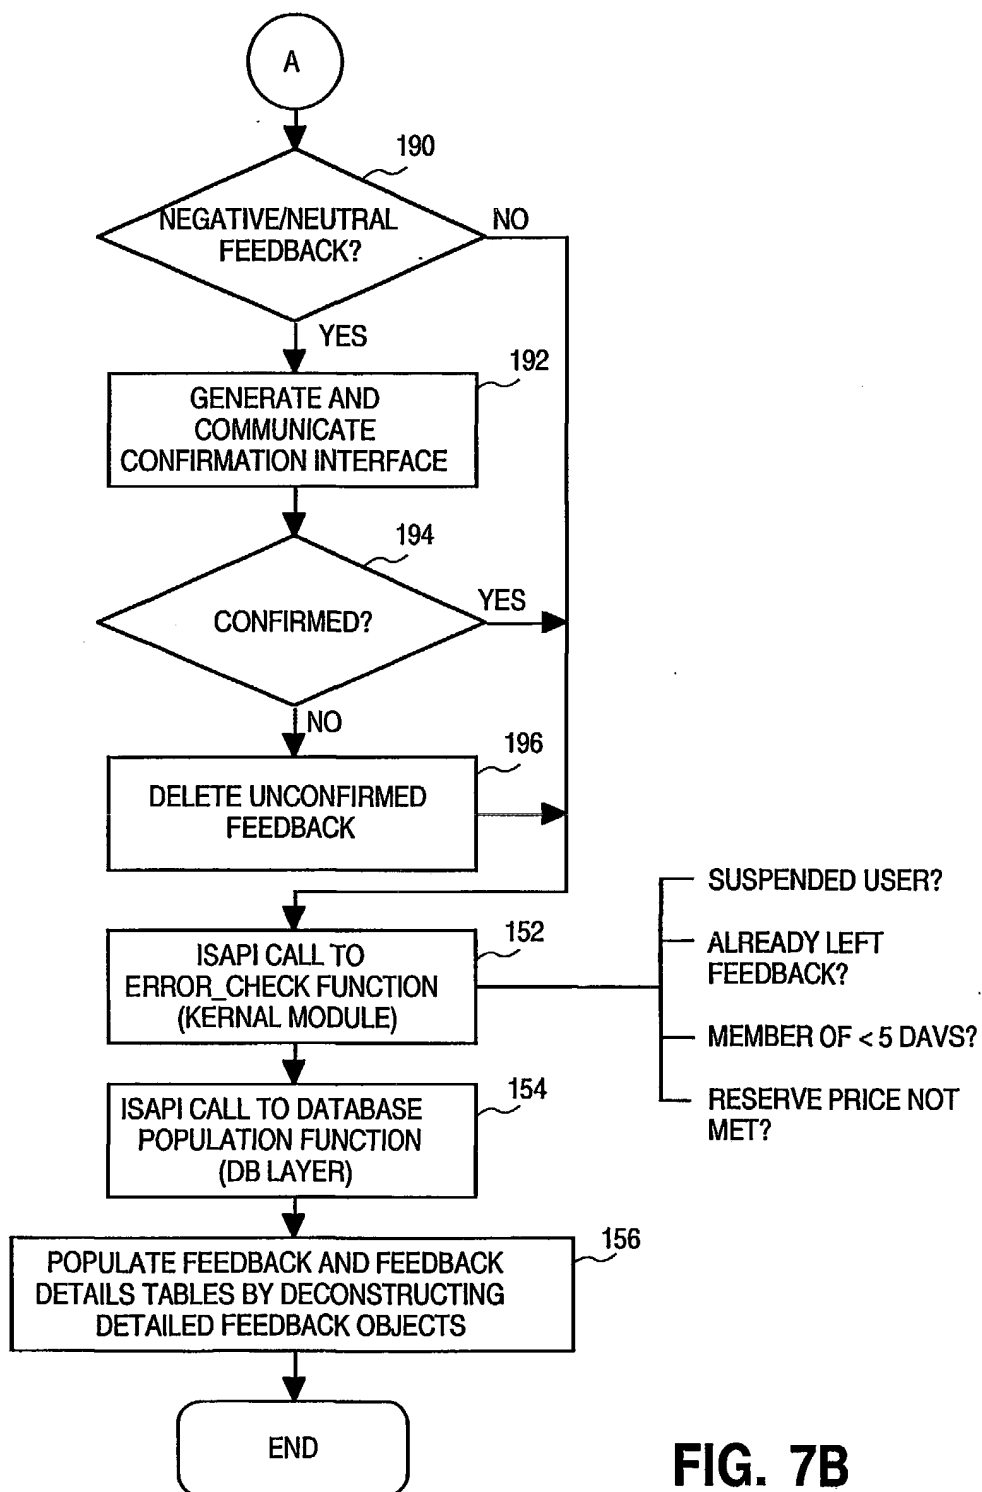 A
190
NEGATIVE/NEUTRAL
FEEDBACK?
NO
YES
192
GENERATE AND
COMMUNICATE
CONFIRMATION INTERFACE
194
CONFIRMED?
YES
NO
196
DELETE UNCONFIRMED
FEEDBACK
152
ISAPI CALL TO
ERROR_CHECK FUNCTION
(KERNAL MODULE)
SUSPENDED USER?
ALREADY LEFT
FEEDBACK?
MEMBER OF < 5 DAVS?
RESERVE PRICE NOT
MET?
154
ISAPI CALL TO DATABASE
POPULATION FUNCTION
(DB LAYER)
156
POPULATE FEEDBACK AND FEEDBACK
DETAILS TABLES BY DECONSTRUCTING
DETAILED FEEDBACK OBJECTS
END
FIG. 7B